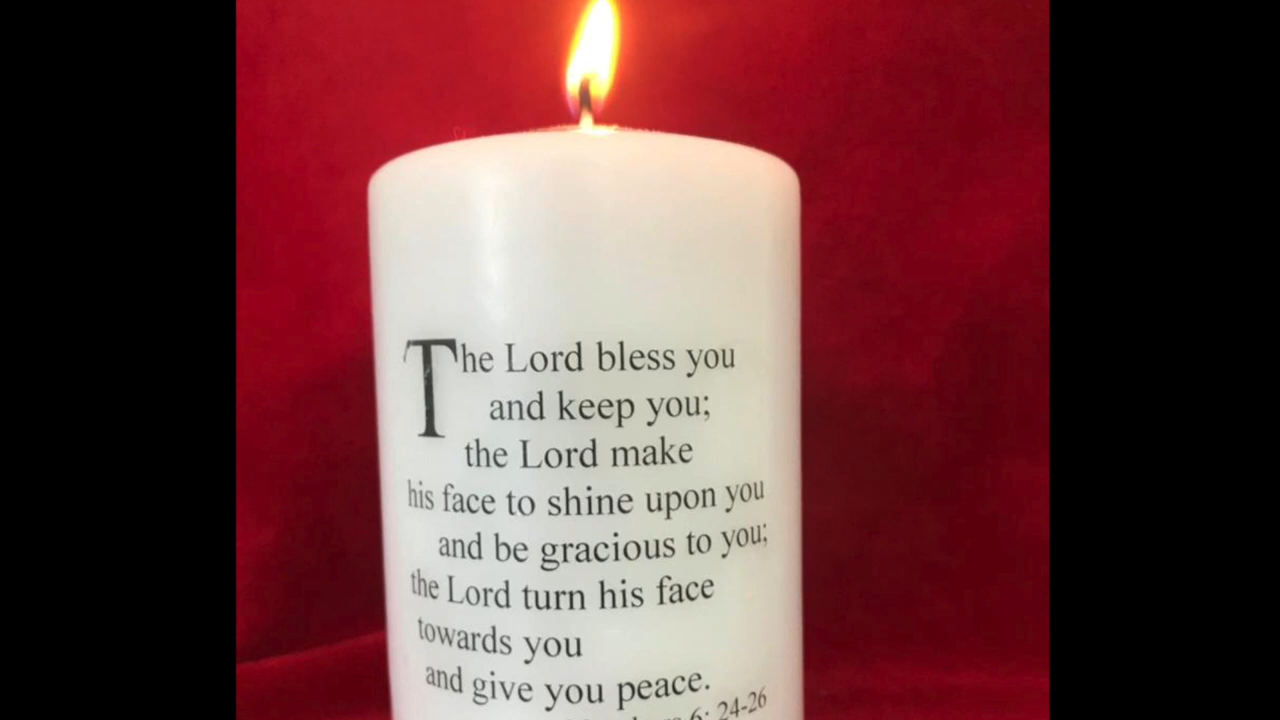 The Lord bless you
and keep you;
the Lord make
his face to shine upon you
and be gracious to you;
the Lord turn his face
towards you
and give you peace.
6: 24-26